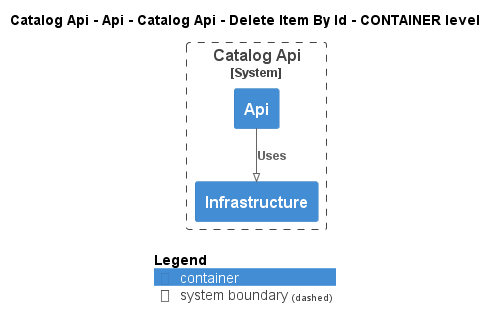 Catalog Api - Api - Catalog Api - Delete Item By Id - CONTAINER level
Catalog Api
[System]
Api
Uses
Infrastructure
Legend
container
system boundary (dashed)